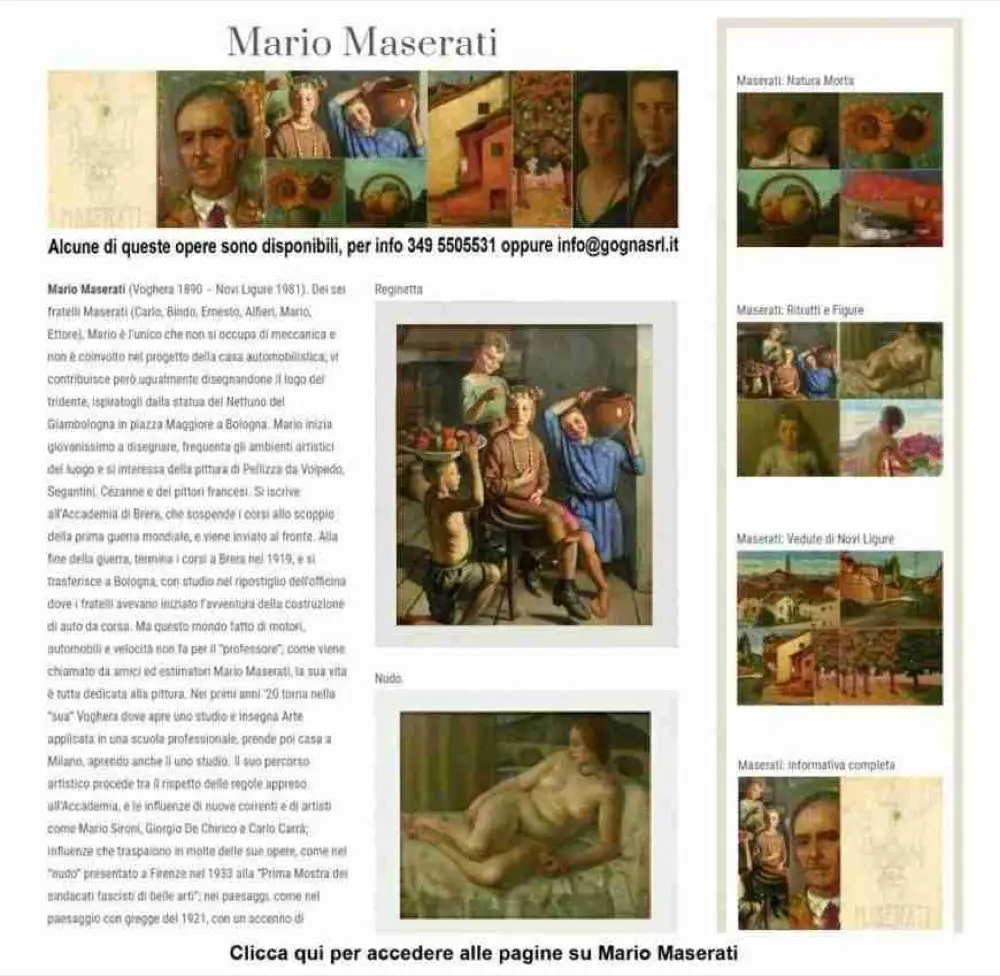 Mario Maserati
MASERATI
Alcune di queste opere sono disponibili, per info 349 5505531 oppure info@gognasrl.it
Mario Maserati (Voghera 1890 – Novi Ligure 1981). Dei sei
fratelli Maserati (Carlo, Bindo, Ernesto, Alfieri, Mario,
Ettore), Mario è l'unico che non si occupa di meccanica e
non è coinvolto nel progetto della casa automobilistica; vi
contribuisce però ugualmente disegnandone il logo del
tridente, ispiratogli dalla statua del Nettuno del
Giambologna in piazza Maggiore a Bologna. Mario inizia
giovanissimo a disegnare, frequenta gli ambienti artistici
del luogo e si interessa della pittura di Pellizza da Volpedo,
Segantini, Cézanne e dei pittori francesi. Si iscrive
all'Accademia di Brera, che sospende i corsi allo scoppio
della prima guerra mondiale, e viene inviato al fronte. Alla
fine della guerra, termina i corsi a Brera nel 1919, e si
trasferisce a Bologna, con studio nel ripostiglio dell'officina
dove i fratelli avevano iniziato l'avventura della costruzione
di auto da corsa. Ma questo mondo fatto di motori,
automobili e velocità non fa per il "professore", come viene
chiamato da amici ed estimatori Mario Maserati, la sua vita
è tutta dedicata alla pittura. Nei primi anni '20 torna nella
"sua" Voghera dove apre uno studio e insegna Arte
applicata in una scuola professionale, prende poi casa a
Milano, aprendo anche lì uno studio. Il suo percorso
artistico procede tra il rispetto delle regole appreso
all'Accademia, e le influenze di nuove correnti e di artisti
come Mario Sironi, Giorgio De Chirico e Carlo Carrà;
influenze che traspaiono in molte delle sue opere, come nel
"nudo" presentato a Firenze nel 1933 alla "Prima Mostra dei
sindacati fascisti di belle arti"; nei paesaggi, come nel
paesaggio con gregge del 1921, con un accenno di
Reginetta
Nudo
Maserati: Natura Morta
Maserati: Ritratti e Figure
Maserati: Vedute di Novi Ligure
Maserati: Informativa completa
MASERATI
Clicca qui per accedere alle pagine su Mario Maserati